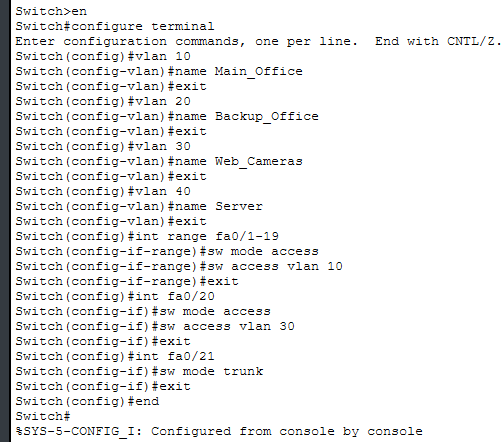 Switch>en
Switch#configure terminal
Enter configuration commands, one per line.  End with CNTL/Z.
Switch(config)#vlan 10
Switch(config-vlan)#name Main_Office
Switch(config-vlan)#exit
Switch(config)#vlan 20
Switch(config-vlan)#name Backup_Office
Switch(config-vlan)#exit
Switch(config)#vlan 30
Switch(config-vlan)#name Web_Cameras
Switch(config-vlan)#exit
Switch(config)#vlan 40
Switch(config-vlan)#name Server
Switch(config-vlan)#exit
Switch(config)#int range fa0/1-19
Switch(config-if-range)#sw mode access
Switch(config-if-range)#sw access vlan 10
Switch(config-if-range)#exit
Switch(config)#int fa0/20
Switch(config-if)#sw mode access
Switch(config-if)#sw access vlan 30
Switch(config-if)#exit
Switch(config)#int fa0/21
Switch(config-if)#sw mode trunk
Switch(config-if)#exit
Switch(config)#end
Switch#
%SYS-5-CONFIG_I: Configured from console by console